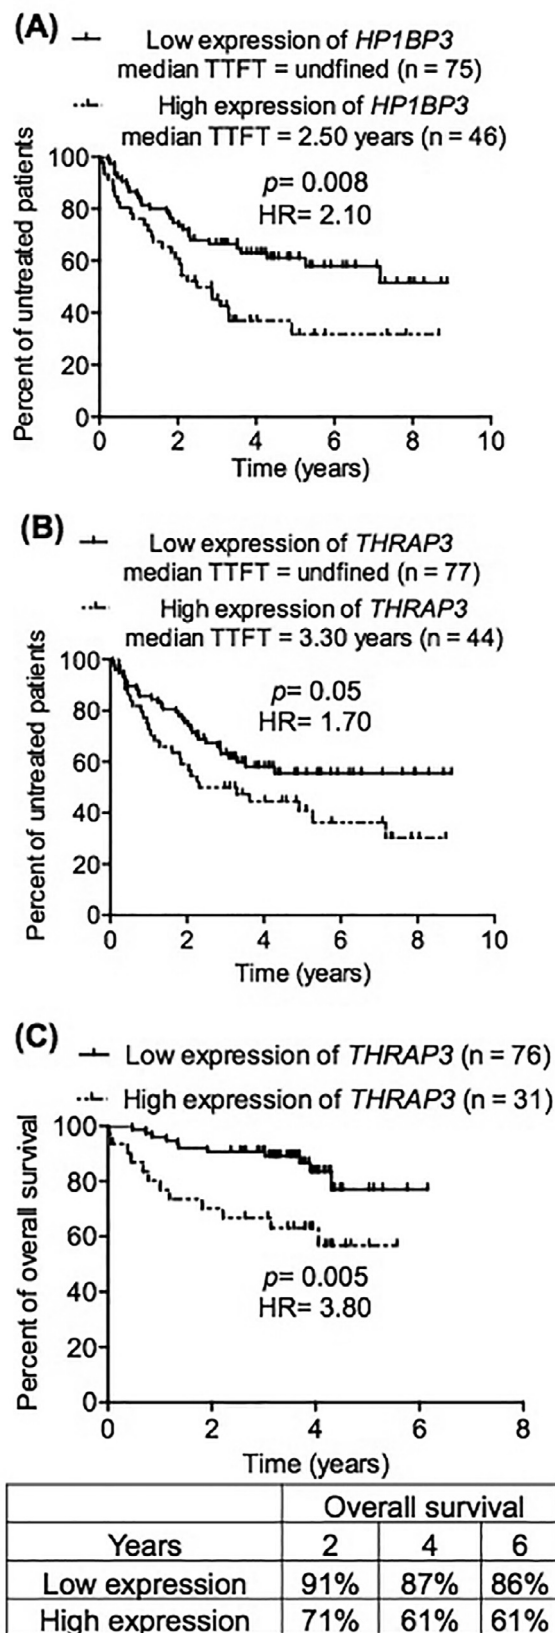 (A)
Low expression of HP1BP3
median TTFT = undfined (n = 75)
High expression of HP1BP3
median TTFT = 2.50 years (n = 46)
Percent of untreated patients
100
80
60
40
20
0
p= 0.008
HR= 2.10
0 2 4 6 8 10
Time (years)
(B)
Low expression of THRAP3
median TTFT = undfined (n = 77)
High expression of THRAP3
median TTFT = 3.30 years (n = 44)
Percent of untreated patients
100
80
60
40
20
0
p= 0.05
HR= 1.70
0 2 4 6 8 10
Time (years)
(C)
Low expression of THRAP3 (n = 76)
High expression of THRAP3 (n = 31)
Percent of overall survival
100
80
60
40
20
0
p= 0.005
HR= 3.80
0 2 4 6 8
Time (years)
Overall survival
Years 2 4 6
Low expression 91% 87% 86%
High expression 71% 61% 61%